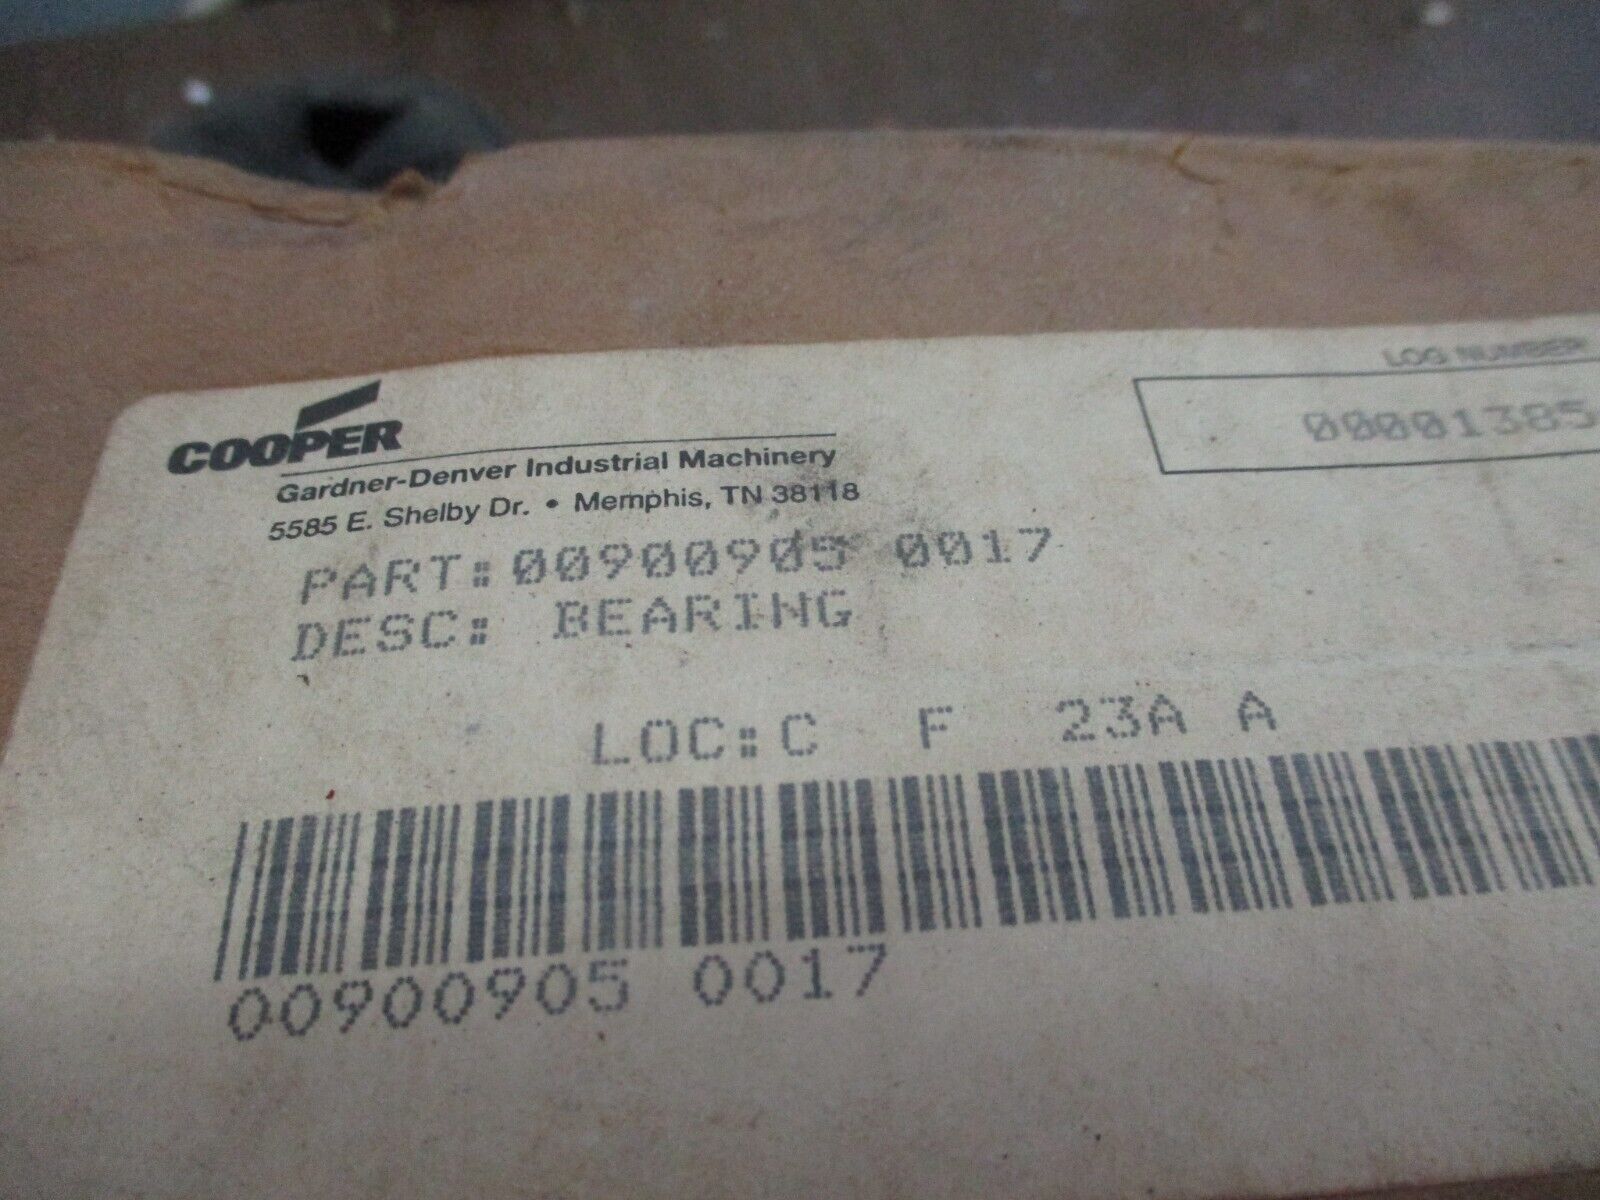 COOPER
Gardner-Denver Industrial Machinery
5585 E. Shelby Dr. • Memphis, TN 38118
LOG NUMBER
00001385
PART: 00900905 0017
DESC: BEARING
LOC: C F 23A A
00900905 0017